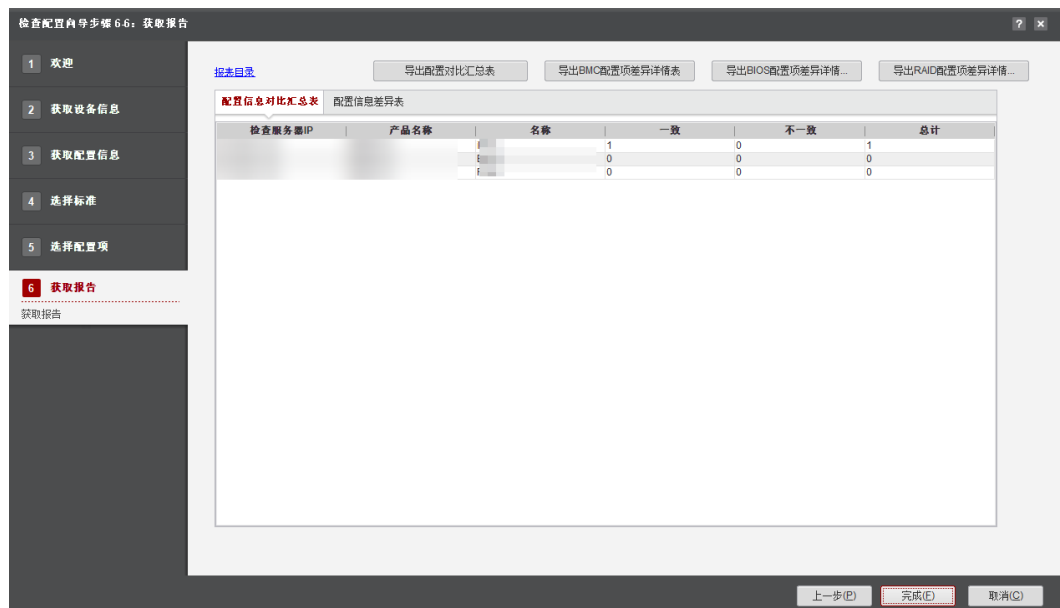 检查配置向导步骤 6-6：获取报告
? ×
1 欢迎
2 获取设备信息
3 获取配置信息
4 选择标准
5 选择配置项
6 获取报告
获取报告
报表目录 导出配置对比汇总表 导出BMC配置项差异详情表 导出BIOS配置项差异详情... 导出RAID配置项差异详情...
配置信息对比汇总表 配置信息差异表
检查服务器IP 产品名称 名称 一致 不一致 总计
1 0 1
0 0 0
0 0 0
上一步(P) 完成(F) 取消(C)